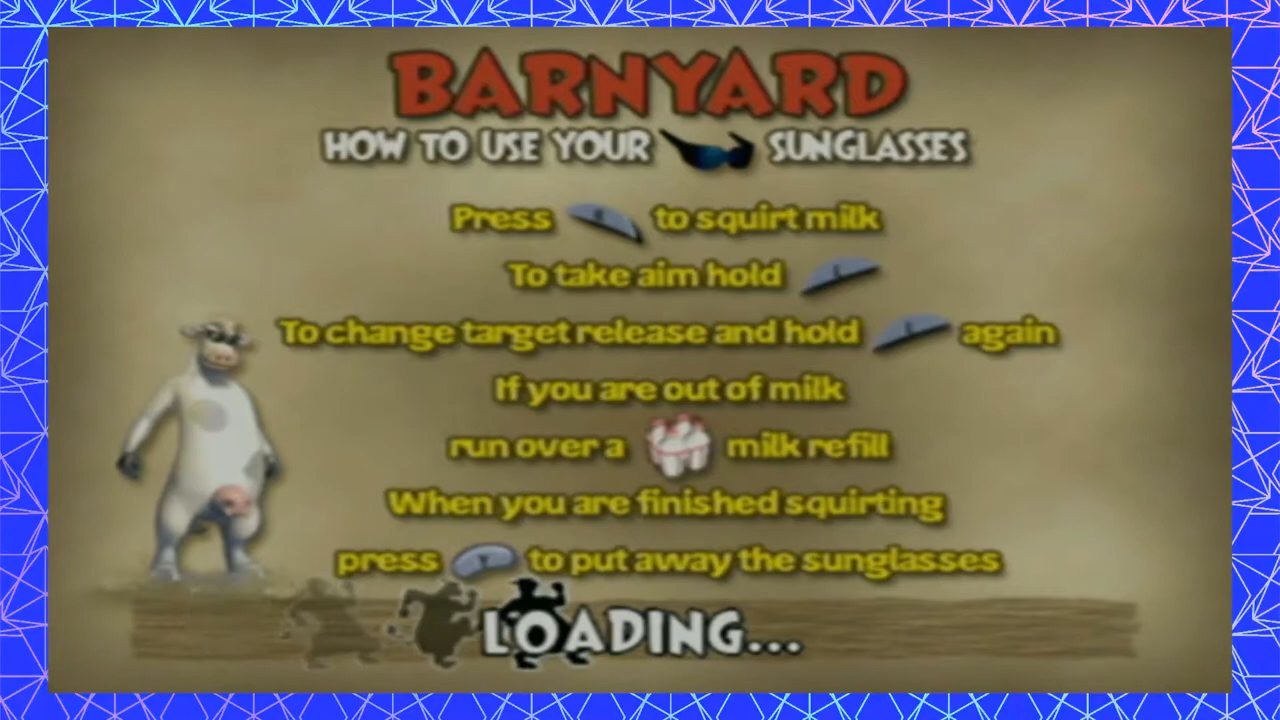 BARNYARD
HOW TO USE YOUR SUNGLASSES
Press to squirt milk
To take aim hold
To change target release and hold again
If you are out of milk
run over a milk refill
When you are finished squirting
press Y to put away the sunglasses
LOADING...